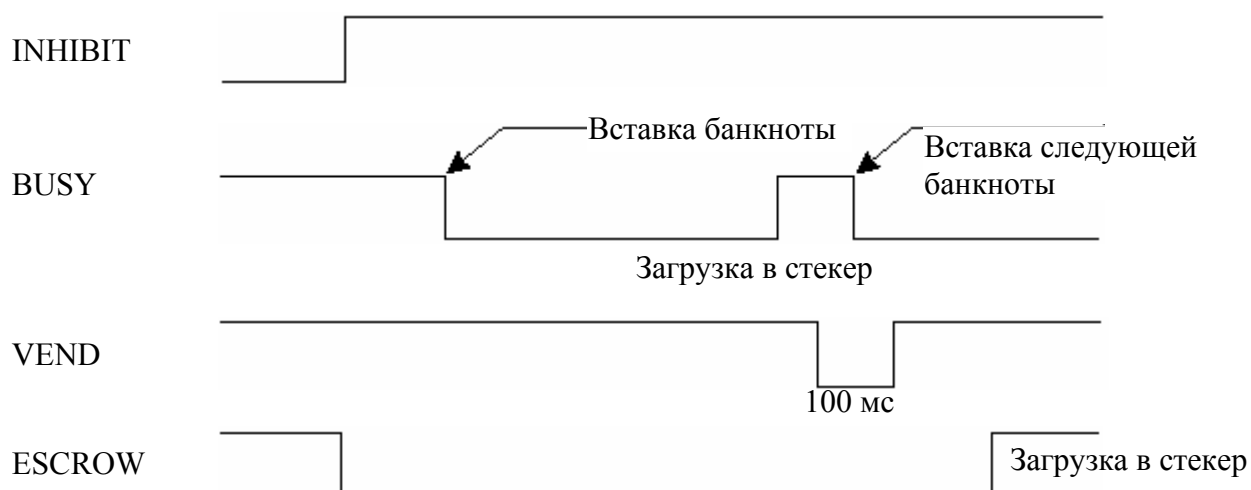 INHIBIT
Вставка банкноты
Вставка следующей
банкноты
BUSY
Загрузка в стекер
VEND
100 мс
ESCROW
Загрузка в стекер